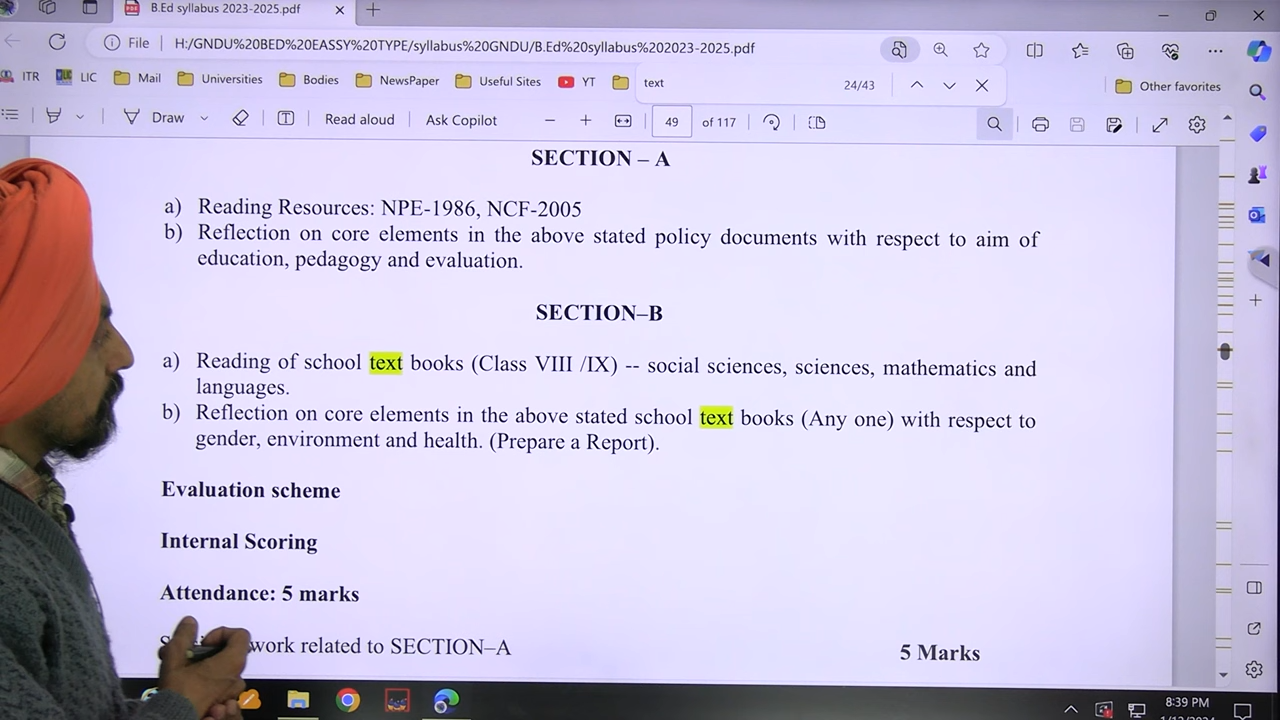 B.Ed syllabus 2023-2025.pdf
File
H:/GNDU%20BED%20EASSY%20TYPE/syllabus%20GNDU/B.Ed%20syllabus%202023-2025.pdf
ITR
LIC
Mail
Universities
Bodies
NewsPaper
Useful Sites
YT
text
24/43
Other favorites
Draw
Read aloud
Ask Copilot
49
of 117
SECTION – A
a) Reading Resources: NPE-1986, NCF-2005
b) Reflection on core elements in the above stated policy documents with respect to aim of
education, pedagogy and evaluation.
SECTION–B
a) Reading of school text books (Class VIII /IX) -- social sciences, sciences, mathematics and
languages.
b) Reflection on core elements in the above stated school text books (Any one) with respect to
gender, environment and health. (Prepare a Report).
Evaluation scheme
Internal Scoring
Attendance: 5 marks
work related to SECTION–A
5 Marks
8:39 PM